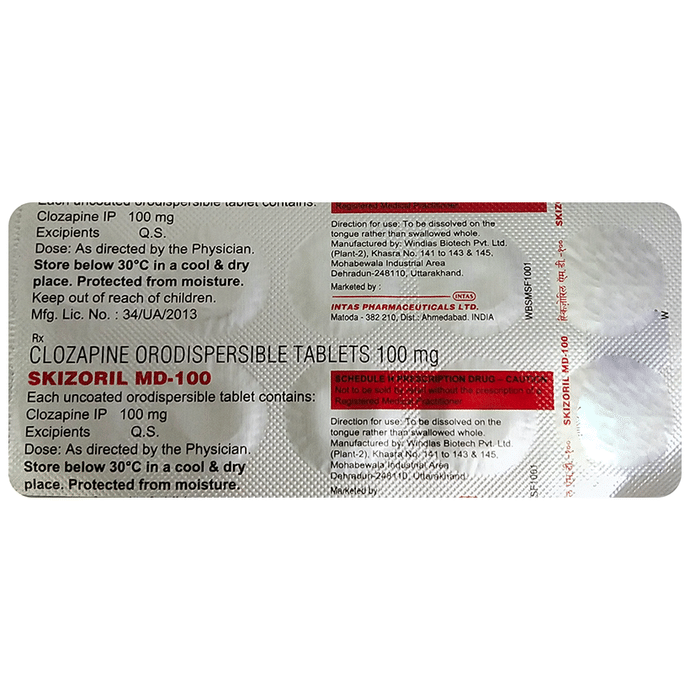 Each uncoated orodispersible tablet contains:
Clozapine IP 100 mg
Excipients Q.S.
Dose: As directed by the Physician.
Store below 30°C in a cool & dry
place. Protected from moisture.
Keep out of reach of children.
Mfg. Lic. No. : 34/UA/2013
Registered Medical Practitioner.
Direction for use: To be dissolved on the
tongue rather than swallowed whole.
Manufactured by: Windlas Biotech Pvt. Ltd.
(Plant-2), Khasra No. 141 to 143 & 145,
Mohabewala Industrial Area
Dehradun-248110, Uttarakhand.
Marketed by :
INTAS
INTAS PHARMACEUTICALS LTD.
Matoda - 382 210, Dist.: Ahmedabad. INDIA
WBSMSF1001
SKIZORIL
स्किज़ोरिल एम.डी.-१००
W
Rx
CLOZAPINE ORODISPERSIBLE TABLETS 100 mg
SKIZORIL MD-100
Each uncoated orodispersible tablet contains:
Clozapine IP 100 mg
Excipients Q.S.
Dose: As directed by the Physician.
Store below 30°C in a cool & dry
place. Protected from moisture.
SCHEDULE H PRESCRIPTION DRUG – CAUTION
Not to be sold by retail without the prescription of
Registered Medical Practitioner.
Direction for use: To be dissolved on the
tongue rather than swallowed whole.
Manufactured by: Windlas Biotech Pvt. Ltd.
(Plant-2), Khasra No. 141 to 143 & 145,
Mohabewala Industrial Area
Dehradun-248110, Uttarakhand.
Marketed by
SF1001
SKIZORIL MD-100
एम.डी.-१००